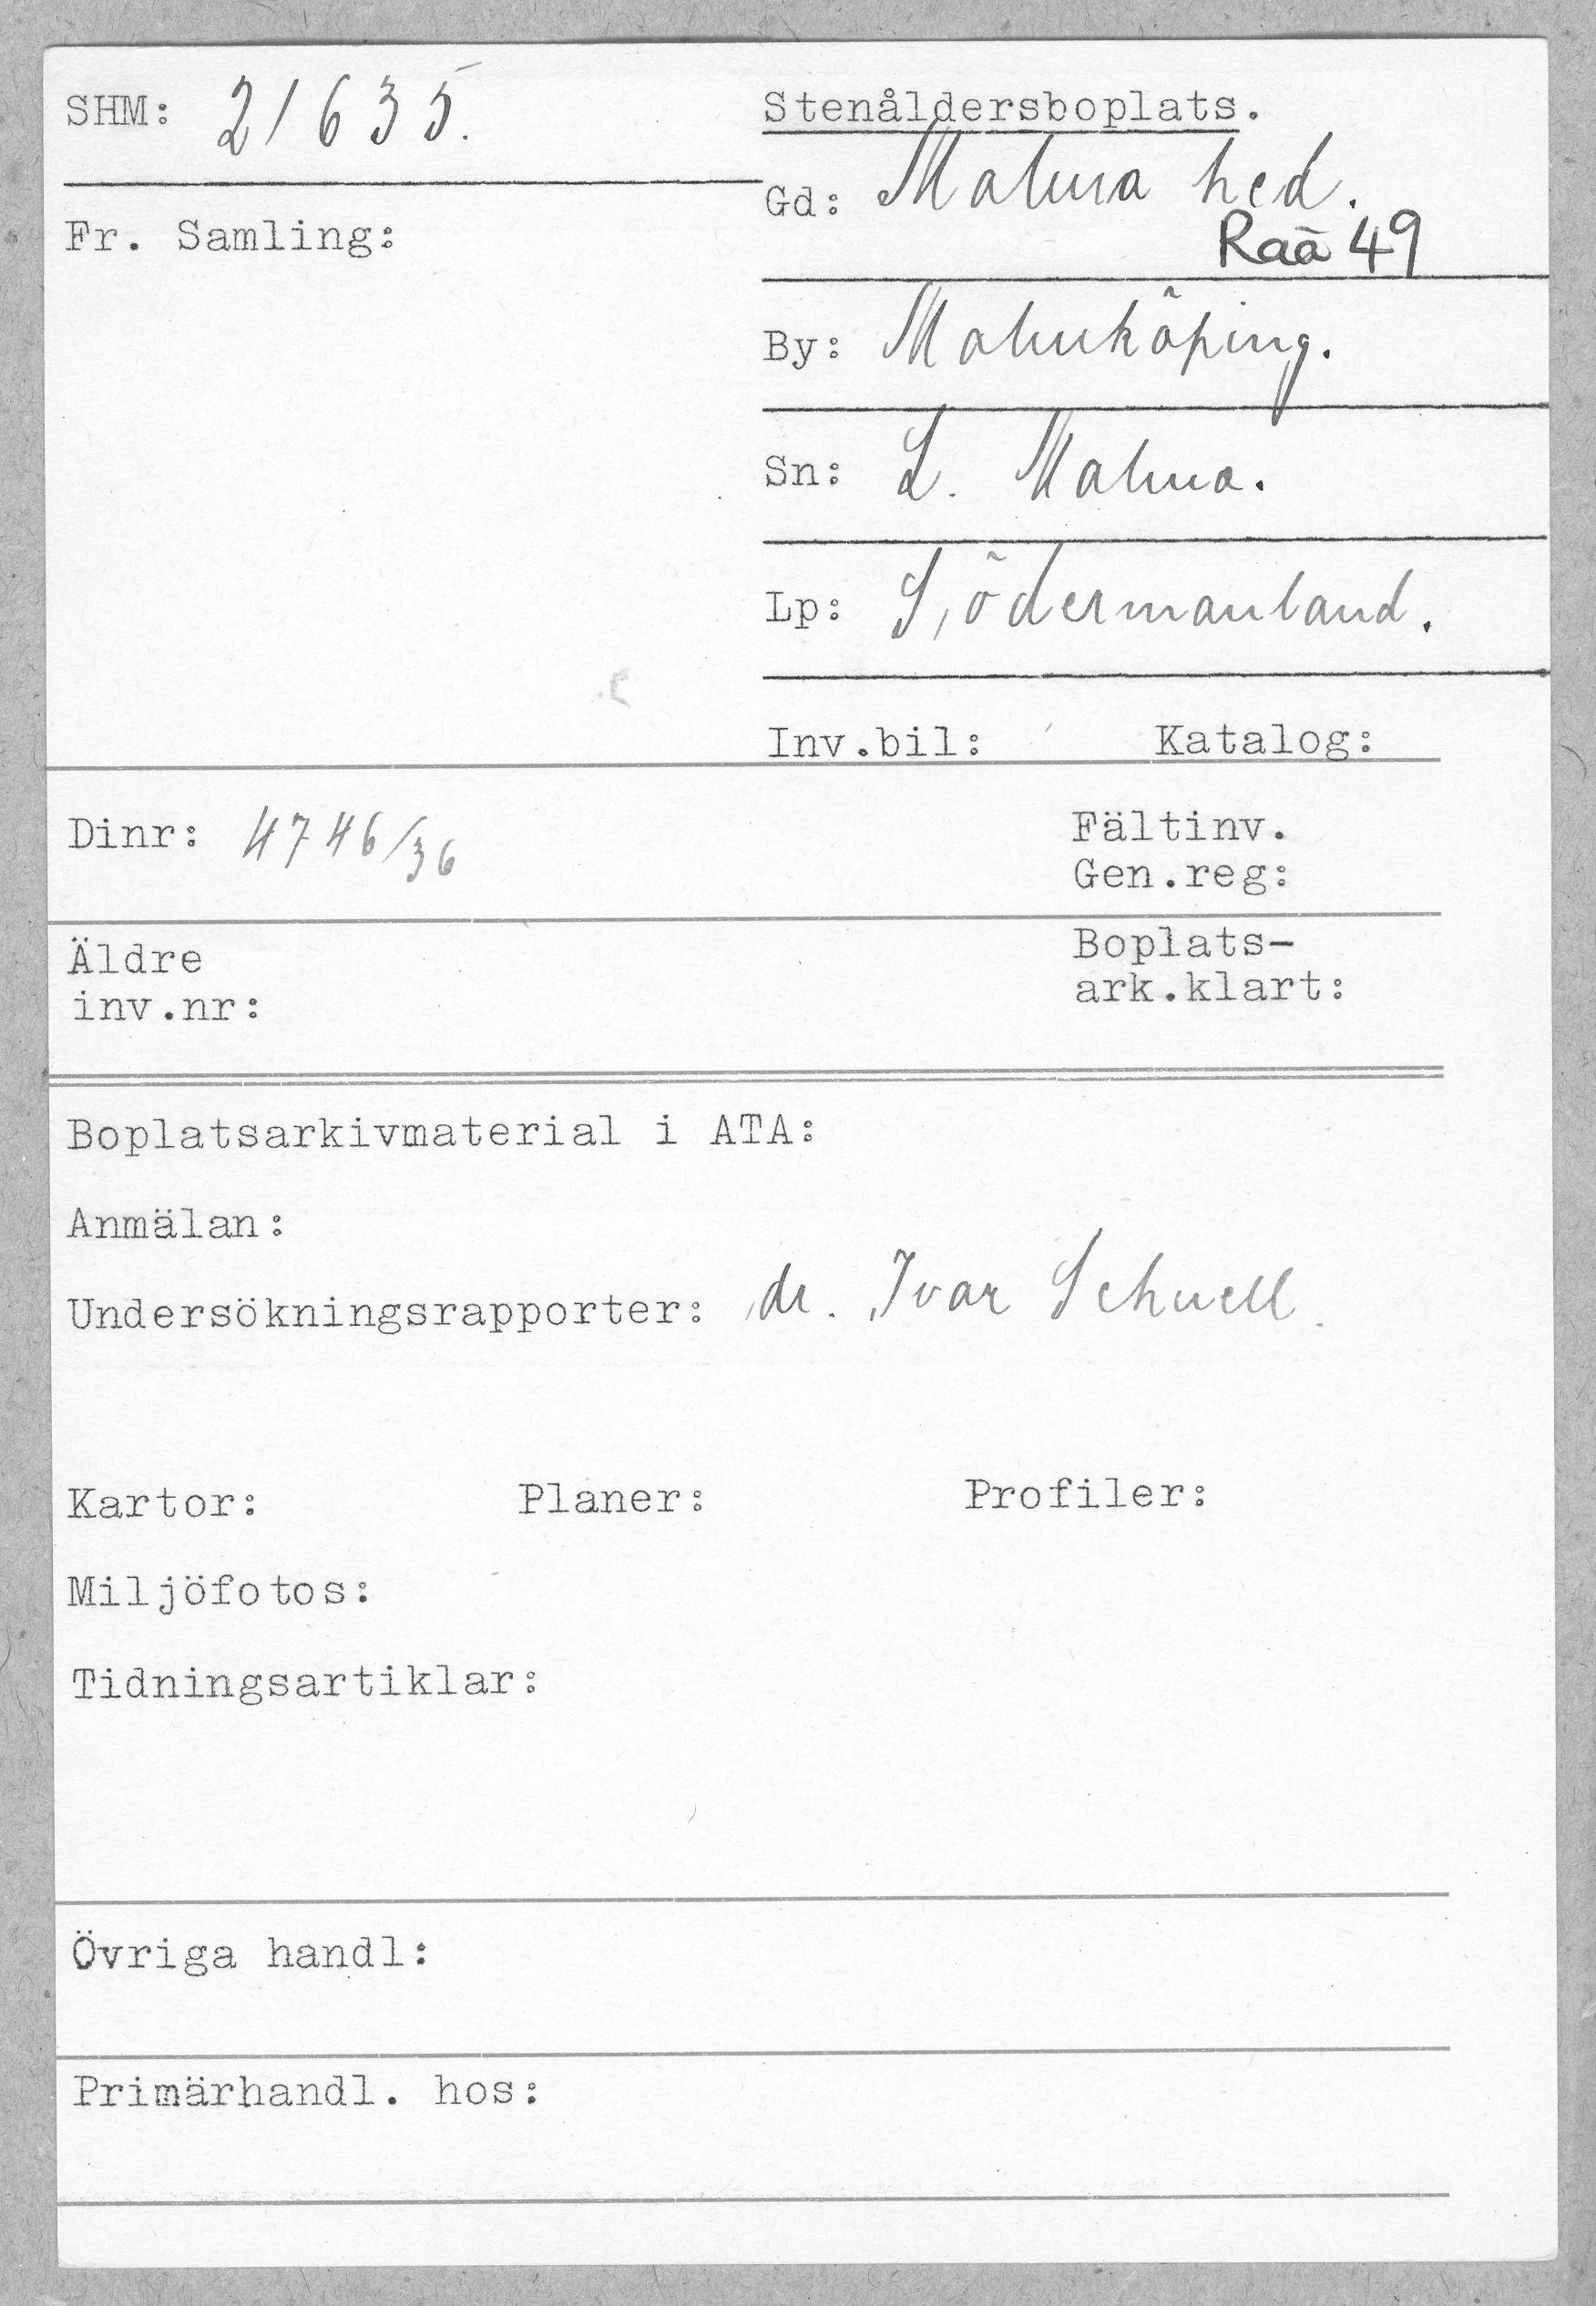 SHM: 21635.
Stenåldersboplats.
Gd: Malma hed.
Raä 49
Fr. Samling:
By: Malmköping.
Sn: L. Malma.
Lp: Södermanland.
Inv.bil: Katalog:
Dinr: 4746/36
Fältinv.
Gen.reg:
Äldre
inv.nr:
Boplats-
ark.klart:
Boplatsarkivmaterial i ATA:
Anmälan:
Undersökningsrapporter: dr. Ivar Schnell.
Kartor: Planer: Profiler:
Miljöfotos:
Tidningsartiklar:
Övriga handl:
Primärhandl. hos: